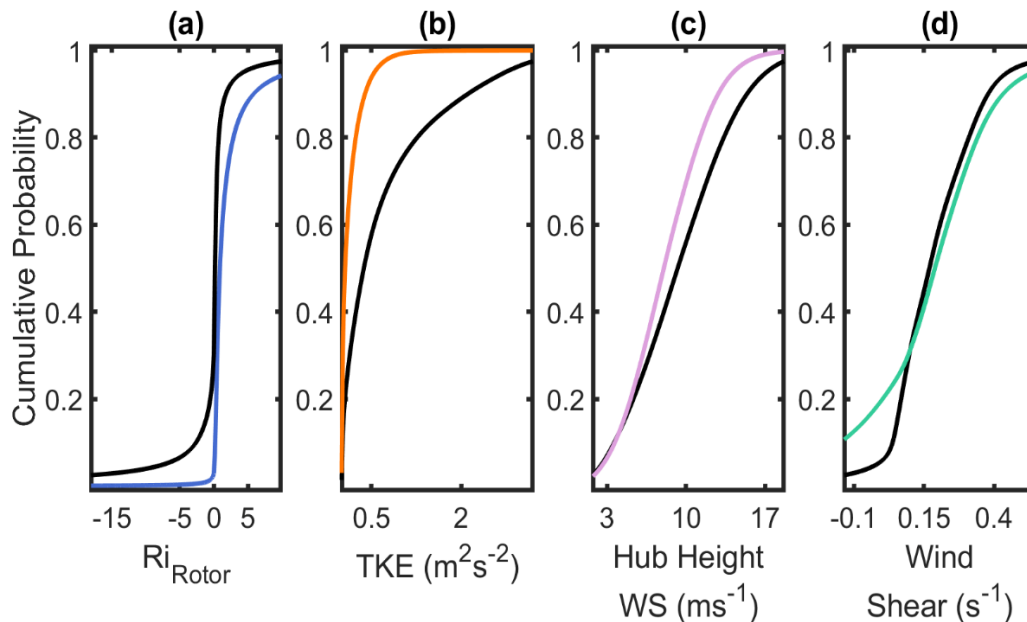 (a) (b) (c) (d)
Cumulative Probability
1 1 1 1
0.8 0.8 0.8 0.8
0.6 0.6 0.6 0.6
0.4 0.4 0.4 0.4
0.2 0.2 0.2 0.2
-15 -5 0 5 0.5 2 3 10 17 -0.1 0.15 0.4
Ri_Rotor TKE (m²s⁻²) Hub Height Wind
WS (ms⁻¹) Shear (s⁻¹)